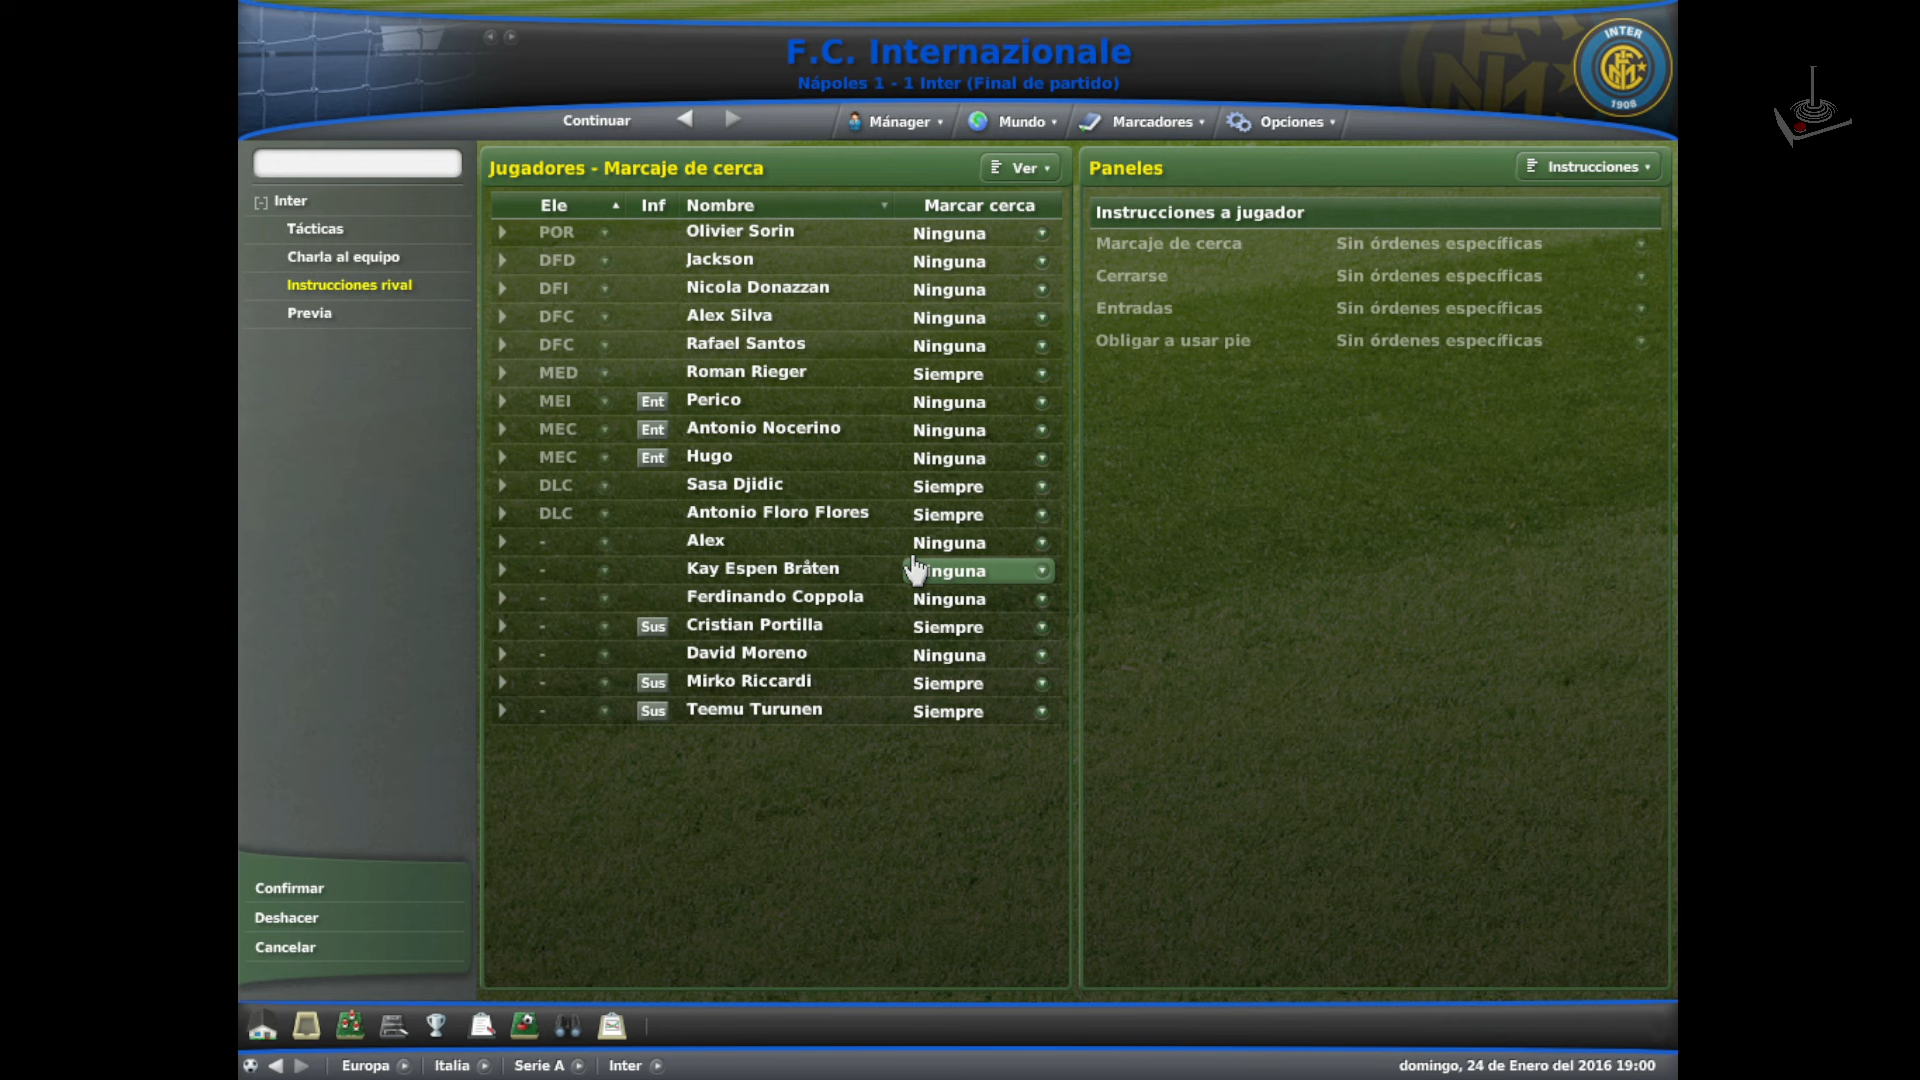 F.C. Internazionale
Nápoles 1 - 1 Inter (Final de partido)
INTER
1908
Continuar
Mánager
Mundo
Marcadores
Opciones
[-] Inter
Tácticas
Charla al equipo
Instrucciones rival
Previa
Confirmar
Deshacer
Cancelar
Jugadores - Marcaje de cerca
Ver
Ele Inf Nombre Marcar cerca
POR Olivier Sorin Ninguna
DFD Jackson Ninguna
DFI Nicola Donazzan Ninguna
DFC Alex Silva Ninguna
DFC Rafael Santos Ninguna
MED Roman Rieger Siempre
MEI Ent Perico Ninguna
MEC Ent Antonio Nocerino Ninguna
MEC Ent Hugo Ninguna
DLC Sasa Djidic Siempre
DLC Antonio Floro Flores Siempre
- Alex Ninguna
- Kay Espen Bråten inguna
- Ferdinando Coppola Ninguna
- Sus Cristian Portilla Siempre
- David Moreno Ninguna
- Sus Mirko Riccardi Siempre
- Sus Teemu Turunen Siempre
Paneles
Instrucciones
Instrucciones a jugador
Marcaje de cerca Sin órdenes específicas
Cerrarse Sin órdenes específicas
Entradas Sin órdenes específicas
Obligar a usar pie Sin órdenes específicas
Europa Italia Serie A Inter
domingo, 24 de Enero del 2016 19:00